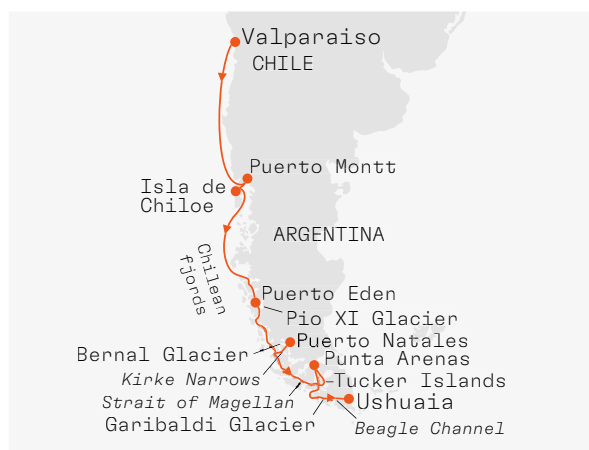 Valparaiso
CHILE
Puerto Montt
Isla de
Chiloe
ARGENTINA
Chilean
fjords
Puerto Eden
Pio XI Glacier
Puerto Natales
Bernal Glacier
Punta Arenas
Kirke Narrows
Tucker Islands
Strait of Magellan
Ushuaia
Garibaldi Glacier
Beagle Channel